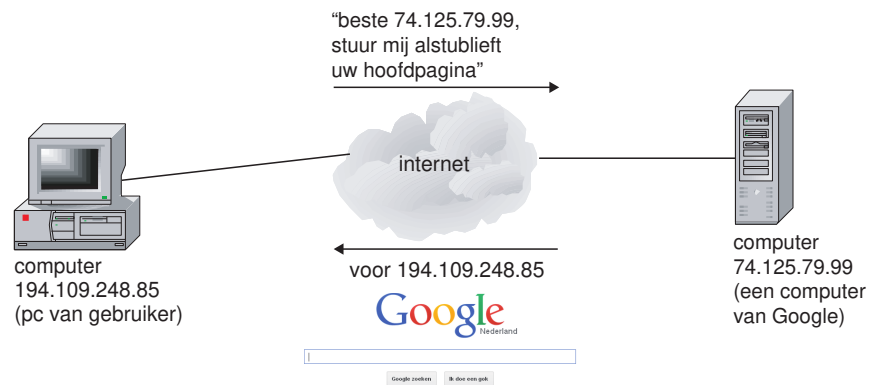 “beste 74.125.79.99,
stuur mij alstublieft
uw hoofdpagina”
internet
computer
194.109.248.85
(pc van gebruiker)
voor 194.109.248.85
computer
74.125.79.99
(een computer
van Google)
Google
Nederland
Google zoeken Ik doe een gok